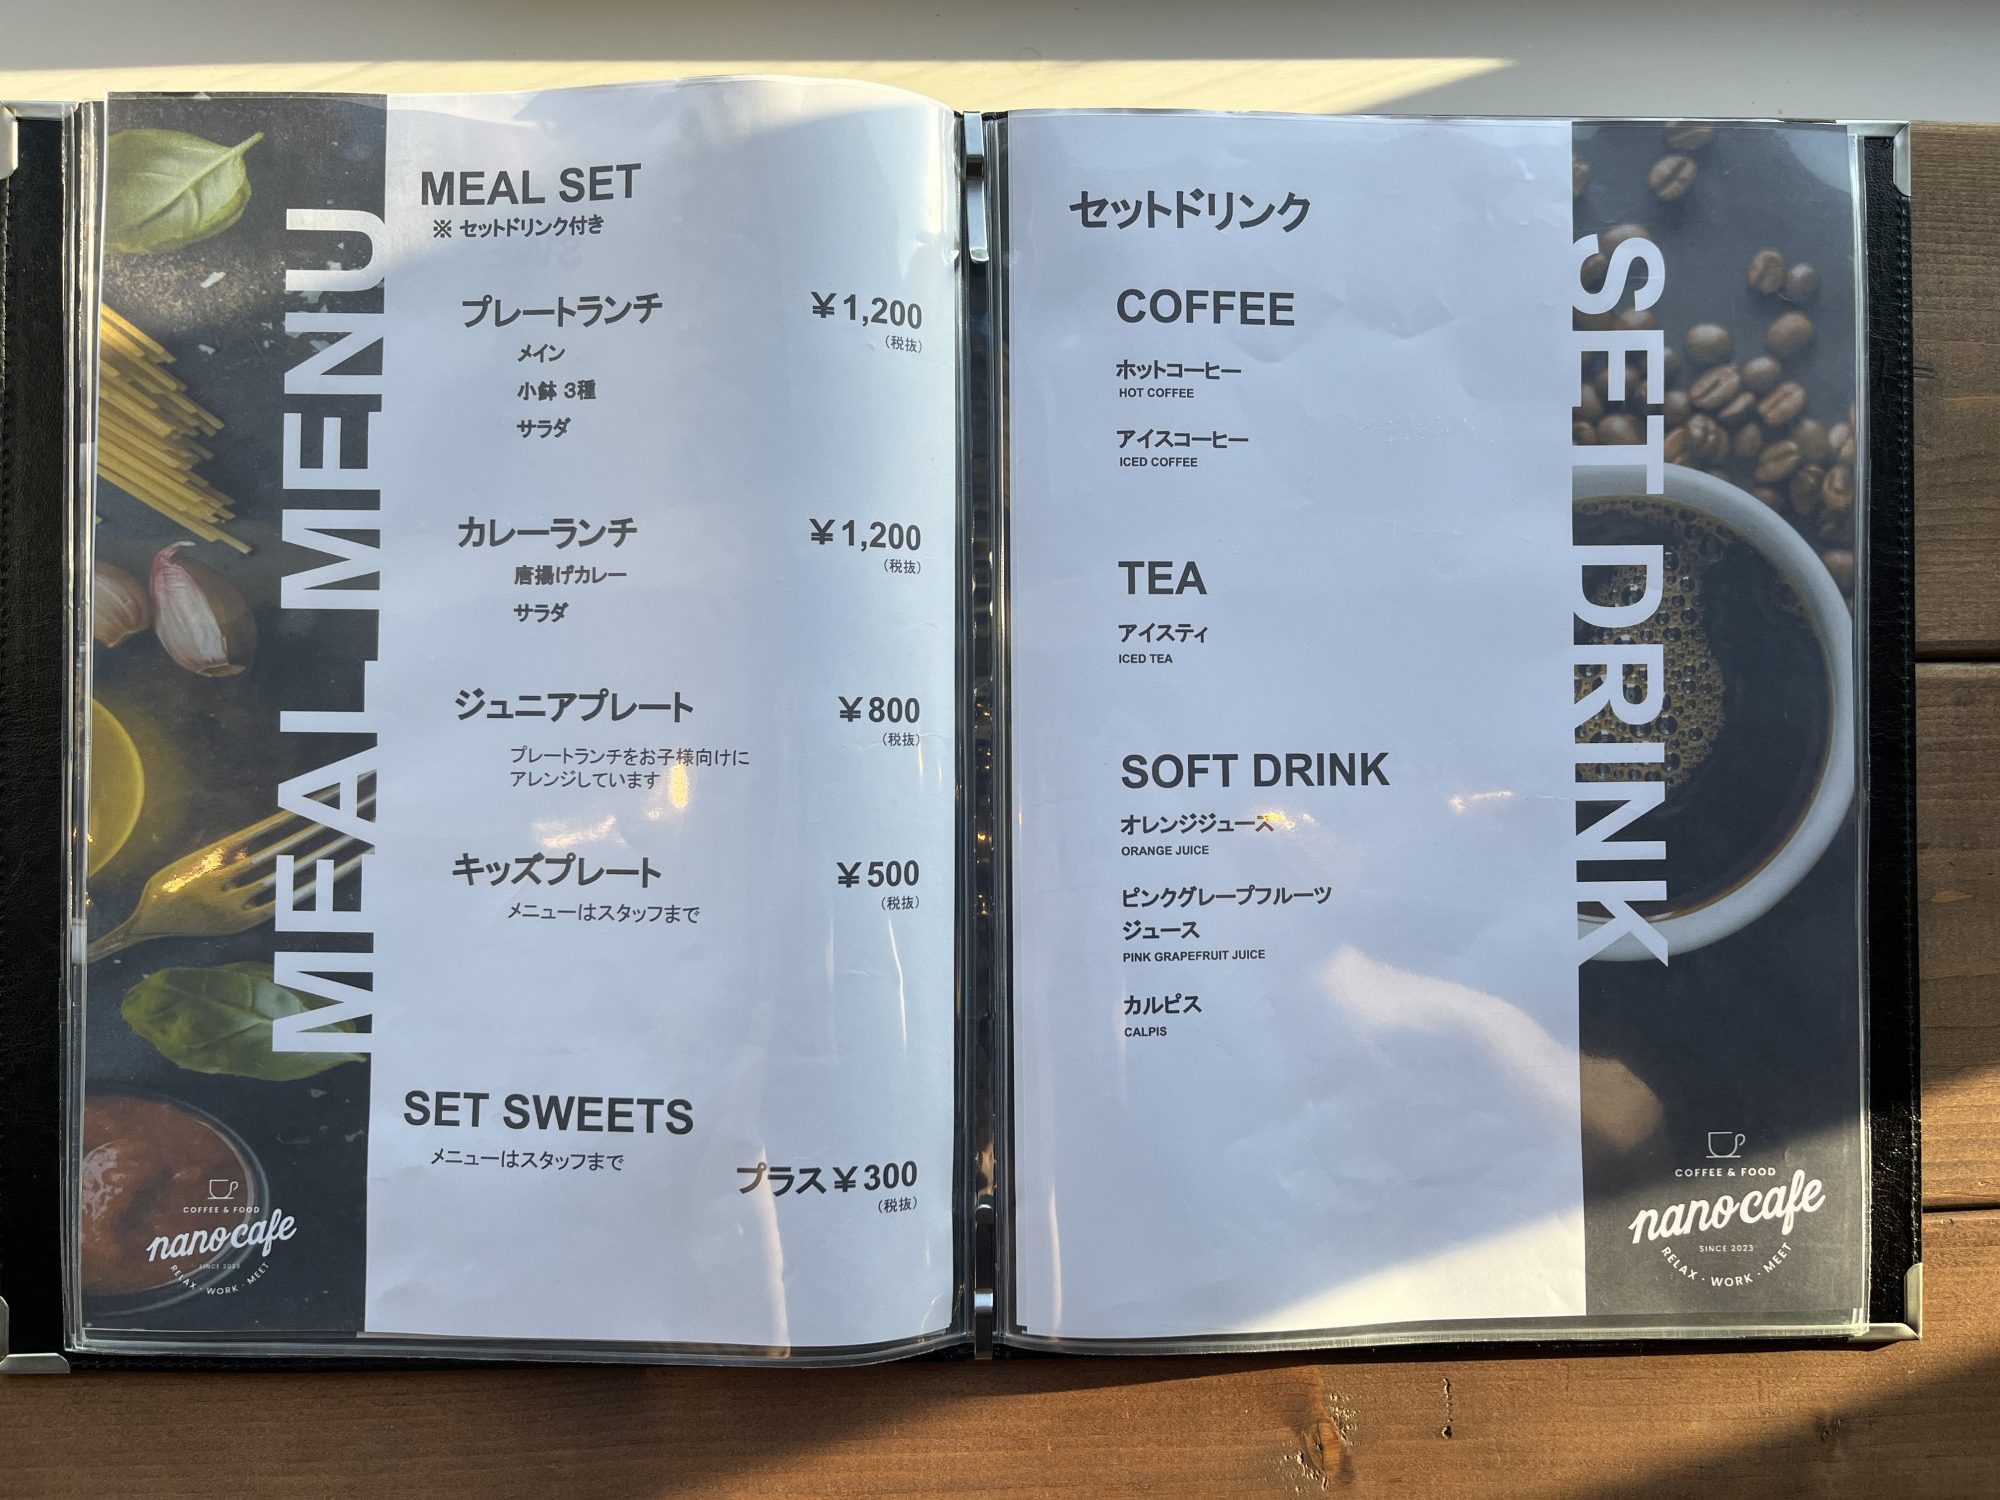 MEAL MENU
MEAL SET
※ セットドリンク付き
プレートランチ ¥1,200
(税抜)
メイン
小鉢 3種
サラダ
カレーランチ ¥1,200
(税抜)
唐揚げカレー
サラダ
ジュニアプレート ¥800
(税抜)
プレートランチをお子様向けに
アレンジしています
キッズプレート ¥500
(税抜)
メニューはスタッフまで
SET SWEETS
メニューはスタッフまで
プラス¥300
(税抜)
COFFEE & FOOD
nano cafe
SINCE 2023
RELAX · WORK · MEET
セットドリンク
COFFEE
ホットコーヒー
HOT COFFEE
アイスコーヒー
ICED COFFEE
TEA
アイスティ
ICED TEA
SOFT DRINK
オレンジジュース
ORANGE JUICE
ピンクグレープフルーツ
ジュース
PINK GRAPEFRUIT JUICE
カルピス
CALPIS
SET DRINK
COFFEE & FOOD
nano cafe
SINCE 2023
RELAX · WORK · MEET